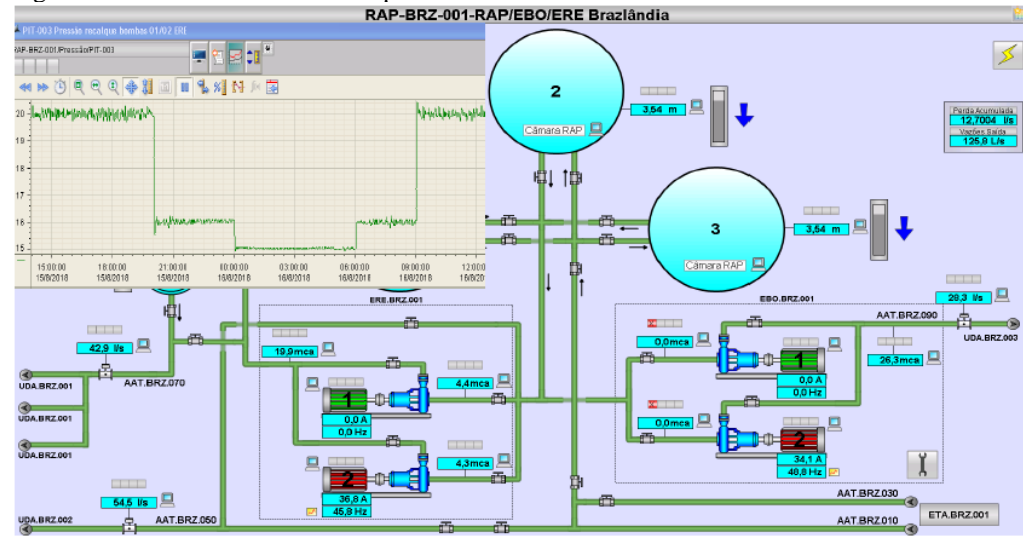 RAP-BRZ-001-RAP/EBO/ERE Brazlândia
PIT-003 Pressão recalque bombas 01/02 ERE
RAP-BRZ-001/Pressão/PIT-003
20
19
18
17
16
15
15:00:00
15/8/2018
18:00:00
15/8/2018
21:00:00
15/8/2018
00:00:00
16/8/2018
03:00:00
16/8/2018
06:00:00
16/8/2018
09:00:00
16/8/2018
12:00:0
16/8/20
2
Câmara RAP
3,54 m
3
Câmara RAP
3,54 m
Perda Acumulada
12,7004 l/s
Vazões Saída
125,8 L/s
ERE.BRZ.001
19,9mca
4,4mca
1
0,0 A
0,0 Hz
4,3mca
2
36,8 A
45,8 Hz
42,9 l/s
UDA.BRZ.001
AAT.BRZ.070
UDA.BRZ.001
UDA.BRZ.001
54,5 l/s
UDA.BRZ.002
AAT.BRZ.050
EBO.BRZ.001
28,3 l/s
AAT.BRZ.090
UDA.BRZ.003
26,3mca
0,0mca
1
0,0 A
0,0 Hz
0,0mca
2
34,1 A
48,8 Hz
AAT.BRZ.030
ETA.BRZ.001
AAT.BRZ.010